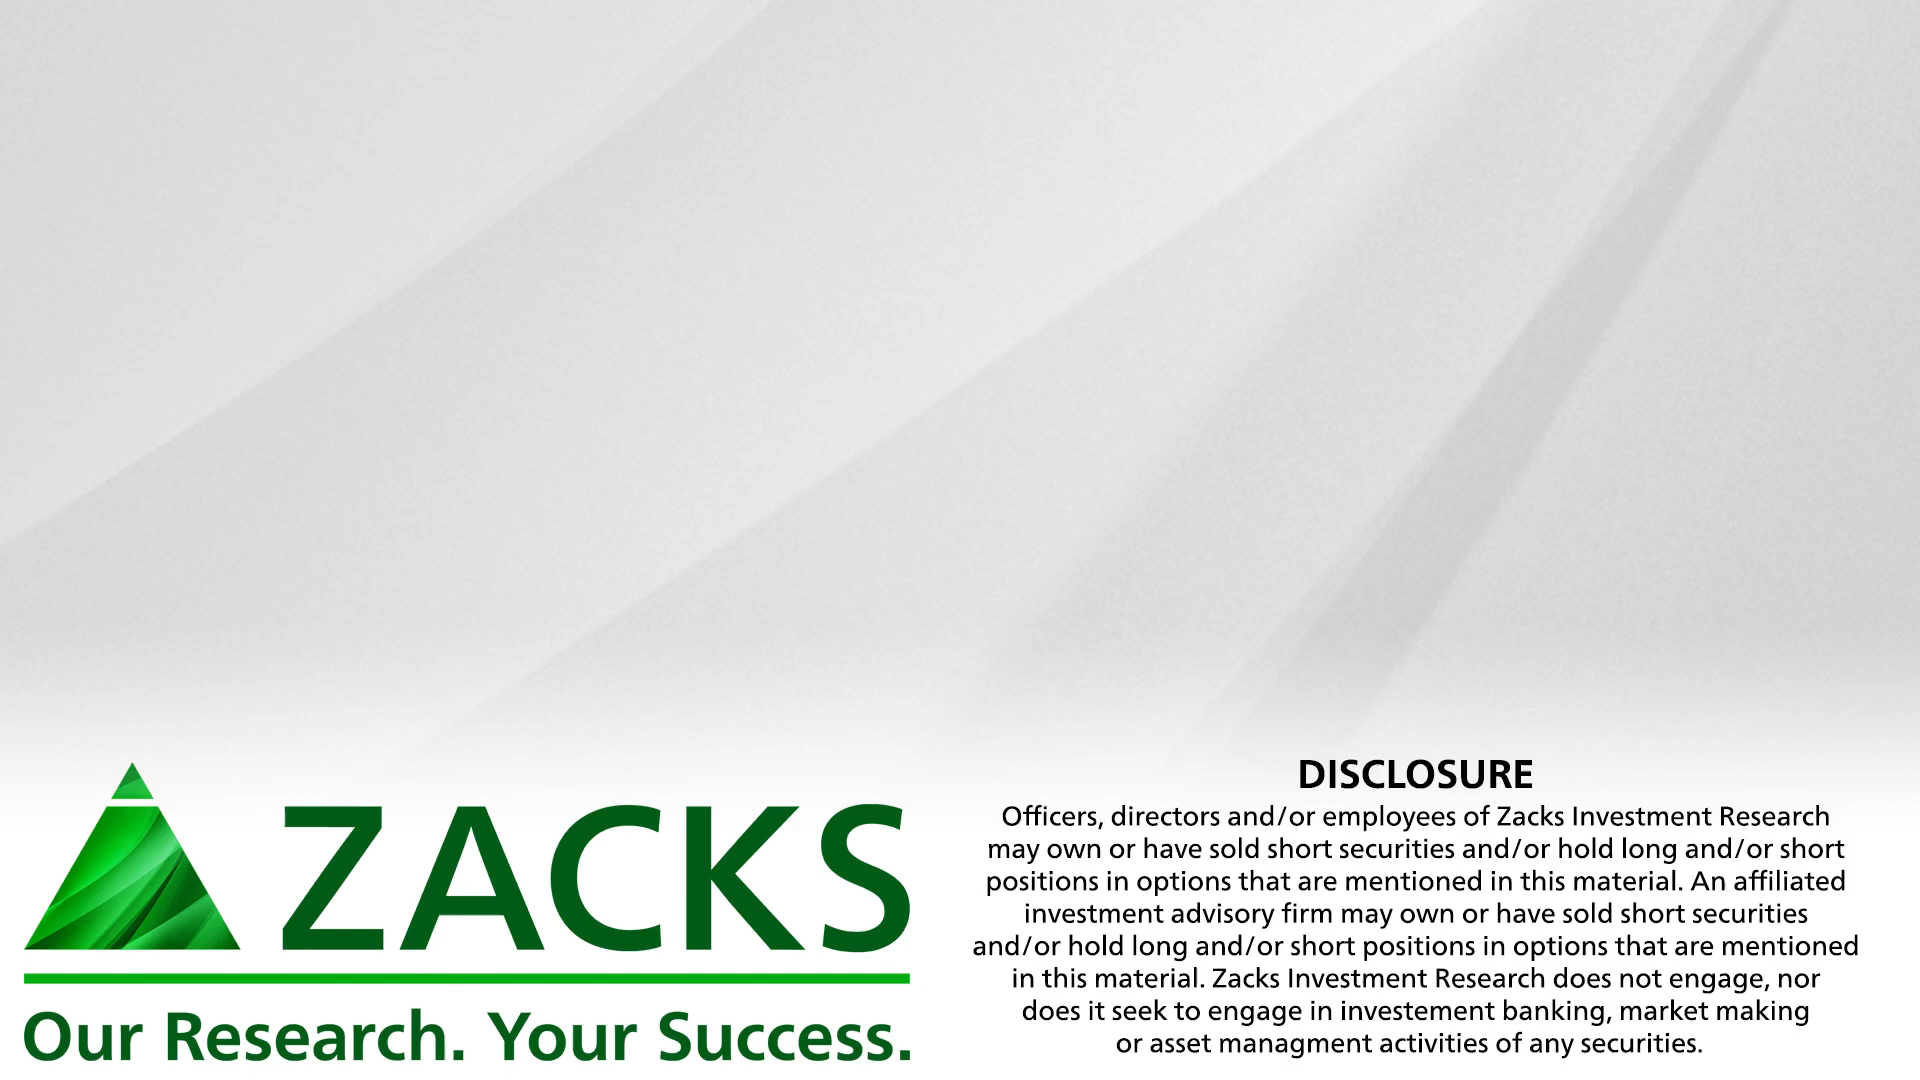 ZACKS
Our Research. Your Success.
DISCLOSURE
Officers, directors and/or employees of Zacks Investment Research
may own or have sold short securities and/or hold long and/or short
positions in options that are mentioned in this material. An affiliated
investment advisory firm may own or have sold short securities
and/or hold long and/or short positions in options that are mentioned
in this material. Zacks Investment Research does not engage, nor
does it seek to engage in investement banking, market making
or asset managment activities of any securities.